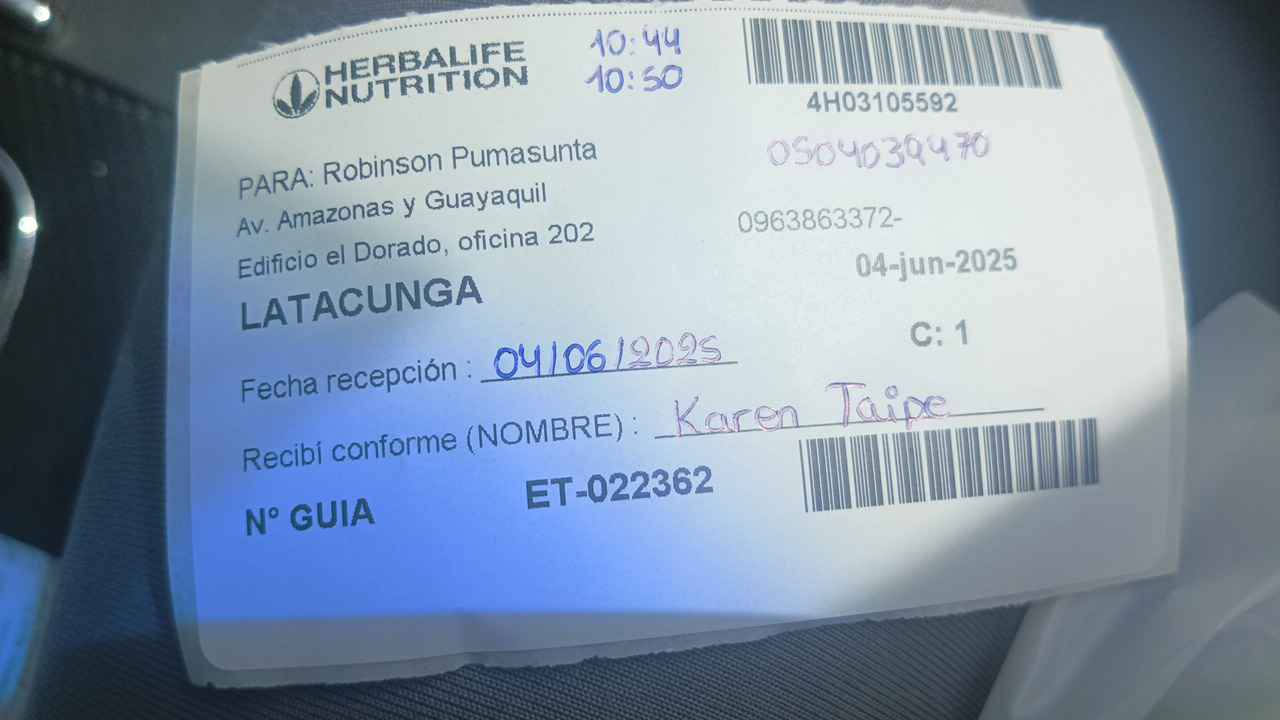 HERBALIFE
NUTRITION
10:44
10:50
4H03105592
PARA: Robinson Pumasunta
0504039470
Av. Amazonas y Guayaquil
0963863372-
Edificio el Dorado, oficina 202
04-jun-2025
LATACUNGA
C: 1
Fecha recepción : 04/06/2025
Recibí conforme (NOMBRE) : Karen Taipe
N° GUIA ET-022362